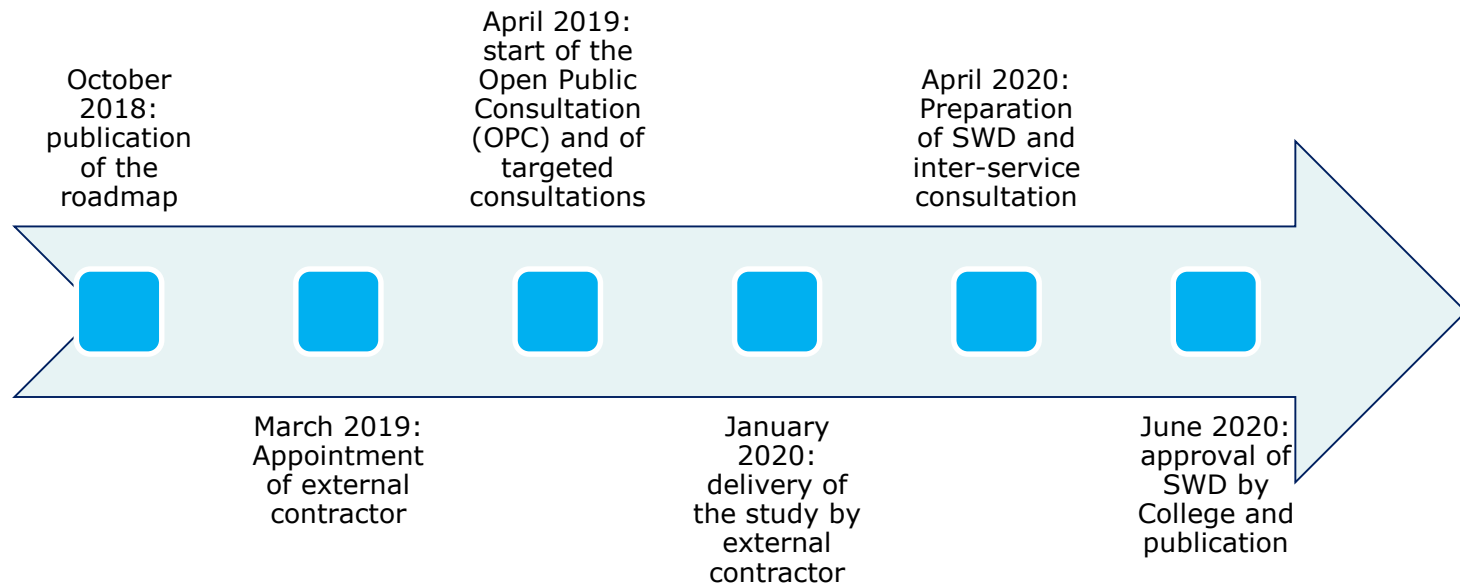 October
2018:
publication
of the
roadmap
March 2019:
Appointment
of external
contractor
April 2019:
start of the
Open Public
Consultation
(OPC) and of
targeted
consultations
January
2020:
delivery of
the study by
external
contractor
April 2020:
Preparation
of SWD and
inter-service
consultation
June 2020:
approval of
SWD by
College and
publication